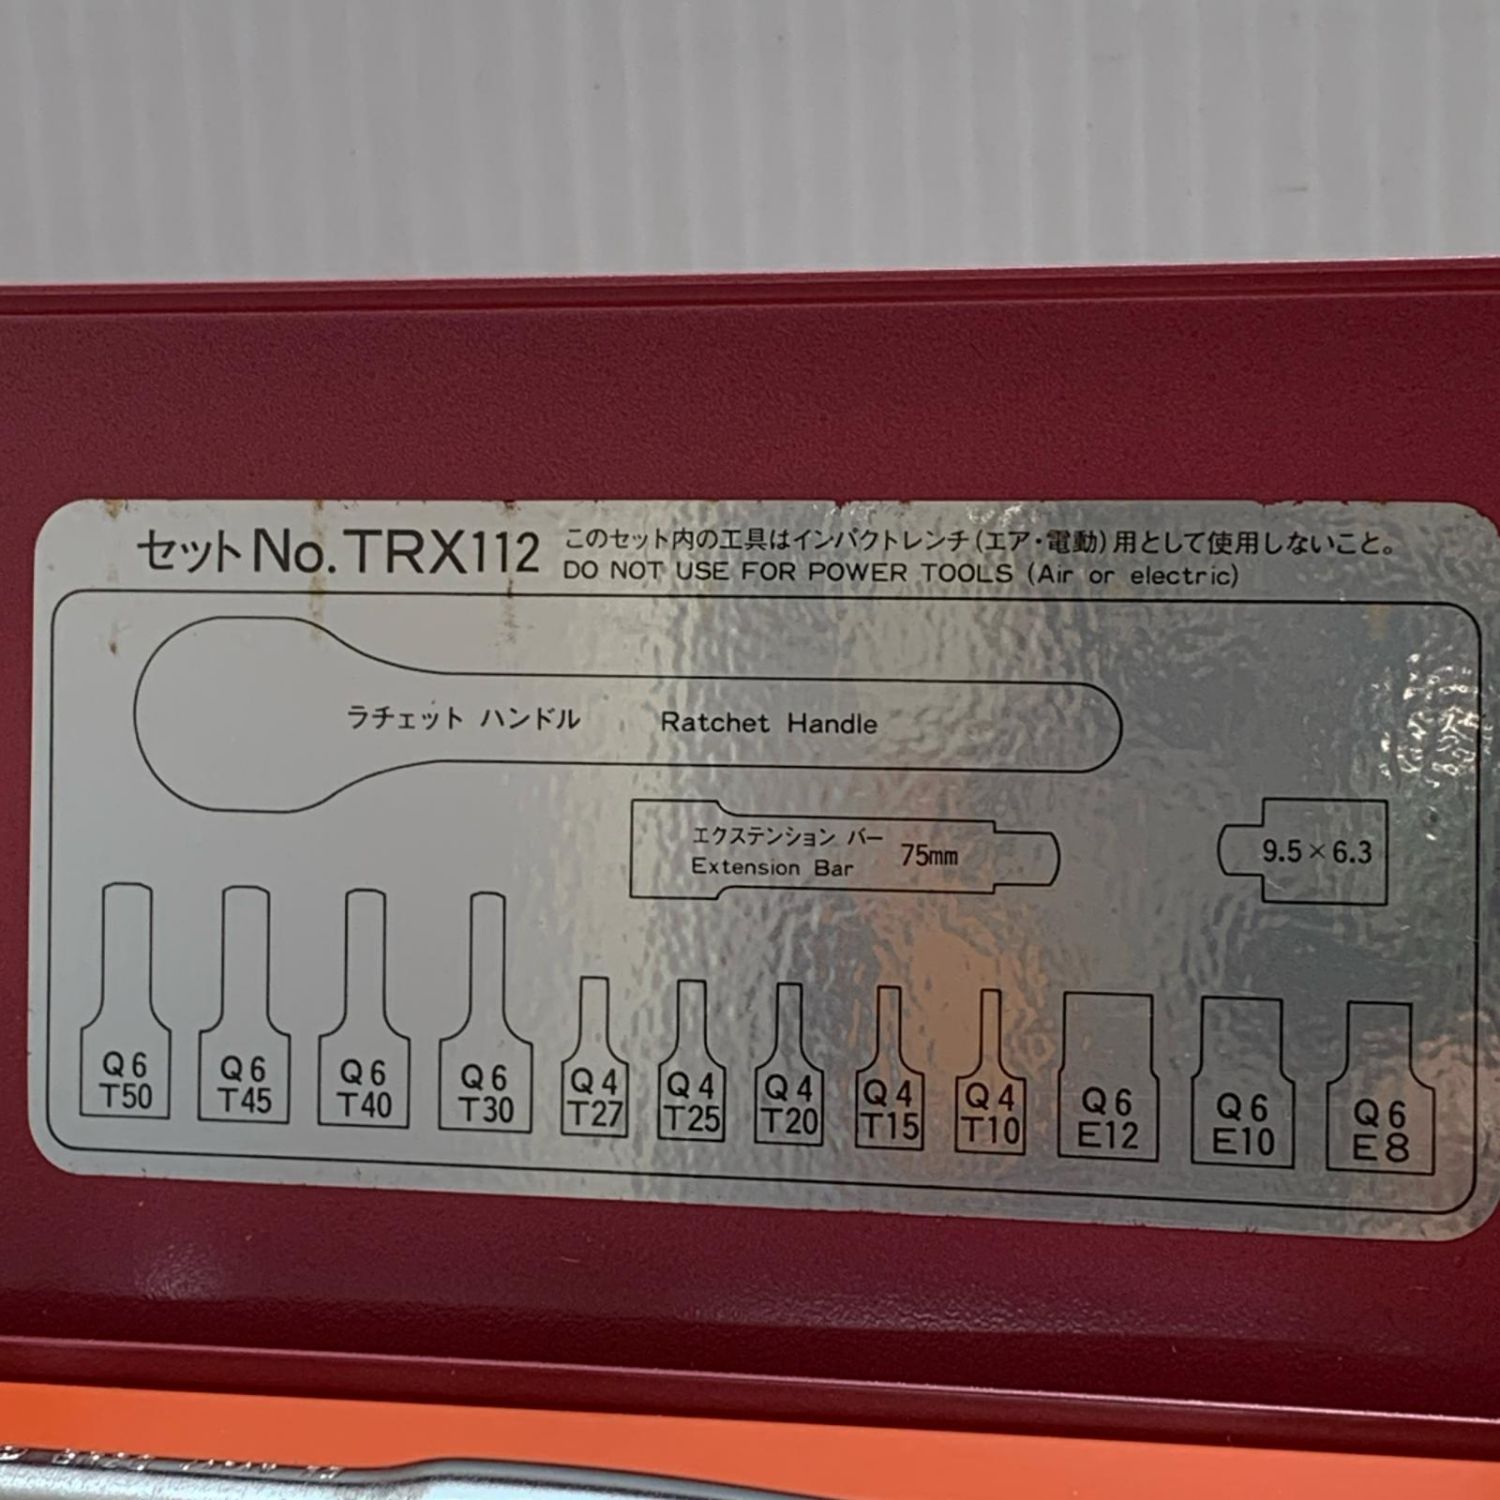 セットNo.TRX112
このセット内の工具はインパクトレンチ(エア・電動)用として使用しないこと。
DO NOT USE FOR POWER TOOLS (Air or electric)
ラチェット ハンドル Ratchet Handle
エクステンション バー
Extension Bar
75mm
9.5×6.3
Q6
T50
Q6
T45
Q6
T40
Q6
T30
Q4
T27
Q4
T25
Q4
T20
Q4
T15
Q4
T10
Q6
E12
Q6
E10
Q6
E8